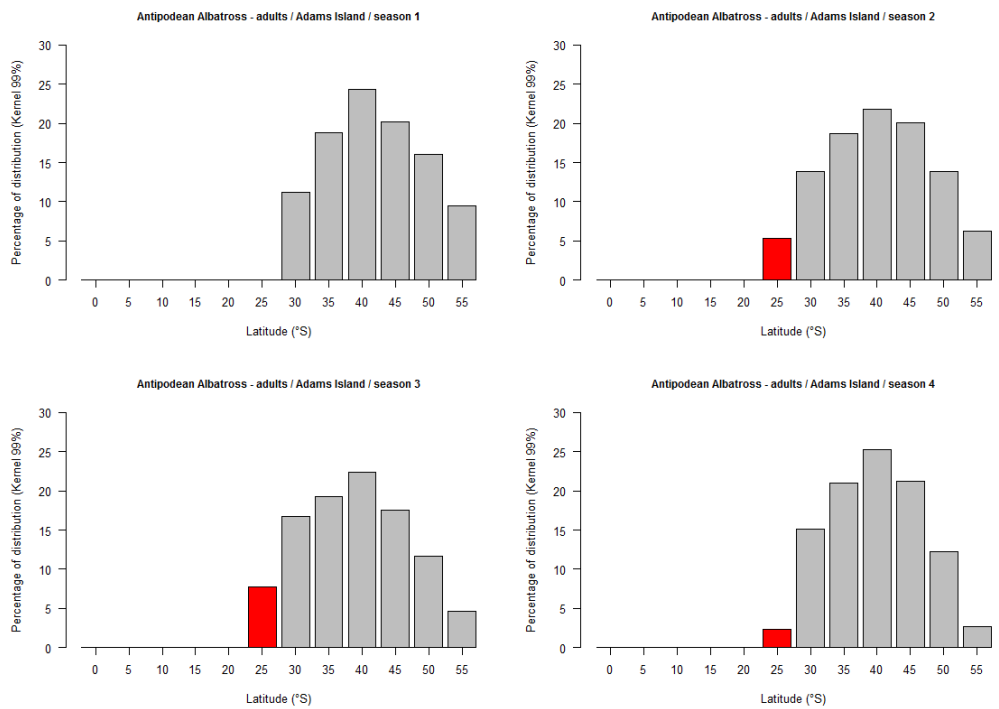 Antipodean Albatross - adults / Adams Island / season 1
Percentage of distribution (Kernel 99%)
30
25
20
15
10
5
0
0 5 10 15 20 25 30 35 40 45 50 55
Latitude (°S)
Antipodean Albatross - adults / Adams Island / season 2
Percentage of distribution (Kernel 99%)
30
25
20
15
10
5
0
0 5 10 15 20 25 30 35 40 45 50 55
Latitude (°S)
Antipodean Albatross - adults / Adams Island / season 3
Percentage of distribution (Kernel 99%)
30
25
20
15
10
5
0
0 5 10 15 20 25 30 35 40 45 50 55
Latitude (°S)
Antipodean Albatross - adults / Adams Island / season 4
Percentage of distribution (Kernel 99%)
30
25
20
15
10
5
0
0 5 10 15 20 25 30 35 40 45 50 55
Latitude (°S)